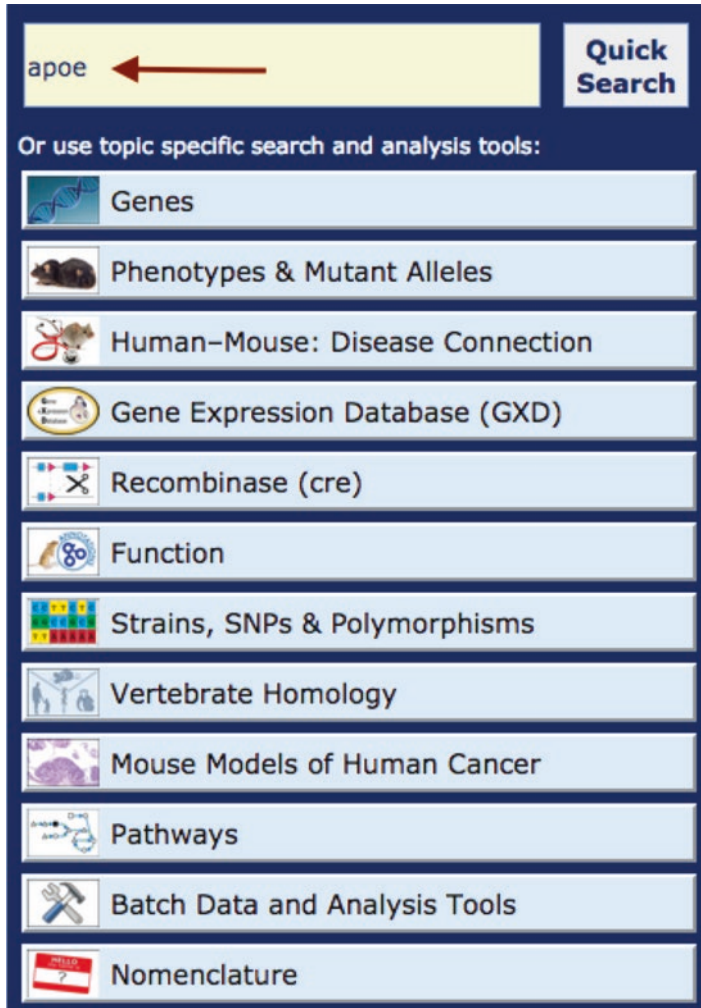 apoe
Quick
Search
Or use topic specific search and analysis tools:
Genes
Phenotypes & Mutant Alleles
Human–Mouse: Disease Connection
Gene Expression Database (GXD)
Recombinase (cre)
Function
Strains, SNPs & Polymorphisms
Vertebrate Homology
Mouse Models of Human Cancer
Pathways
Batch Data and Analysis Tools
HELLO
?
Nomenclature